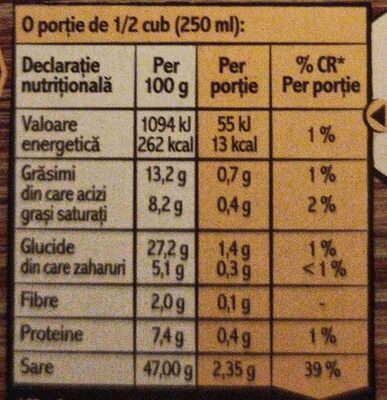 O porție de 1/2 cub (250 ml):
Declarație nutrițională Per 100 g Per porție % CR* Per porție
Valoare energetică 1094 kJ 262 kcal 55 kJ 13 kcal 1 %
Grăsimi 13,2 g 0,7 g 1 %
din care acizi grași saturați 8,2 g 0,4 g 2 %
Glucide 27,2 g 1,4 g 1 %
din care zaharuri 5,1 g 0,3 g <1 %
Fibre 2,0 g 0,1 g -
Proteine 7,4 g 0,4 g 1 %
Sare 47,00 g 2,35 g 39 %